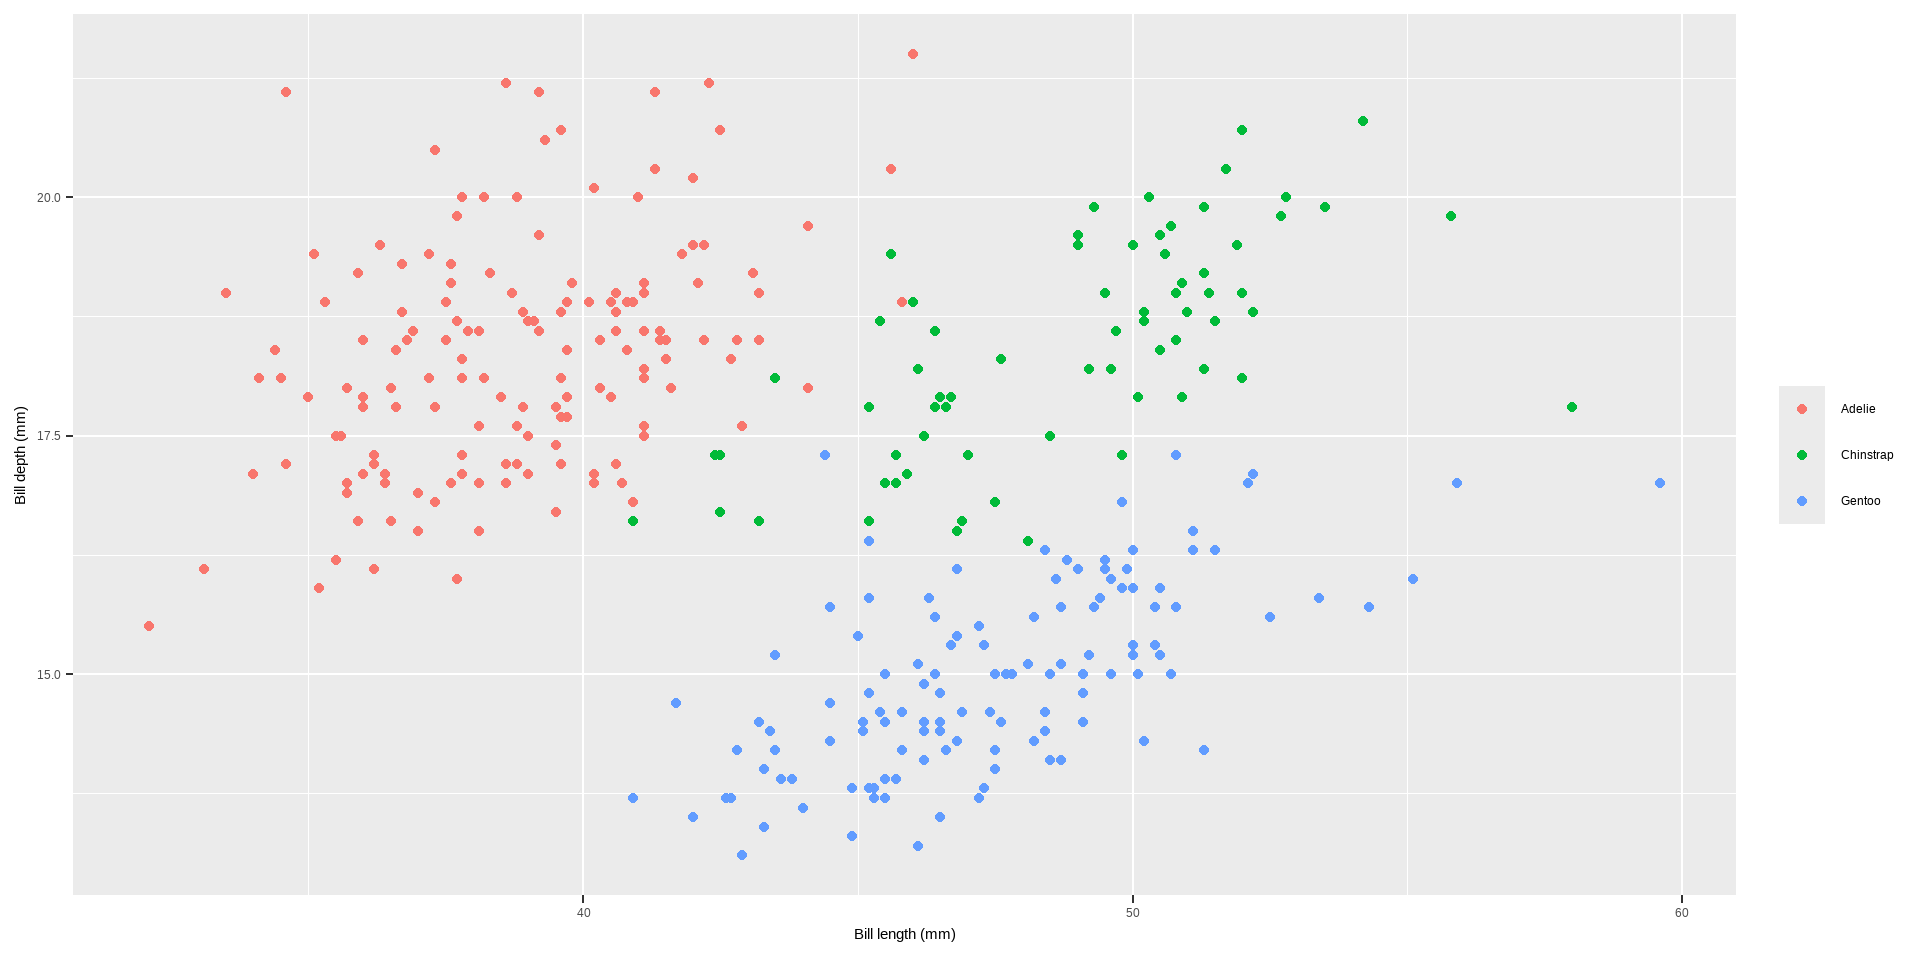 Bill depth (mm)
20.0
17.5
15.0
40
50
60
Bill length (mm)
Adelie
Chinstrap
Gentoo